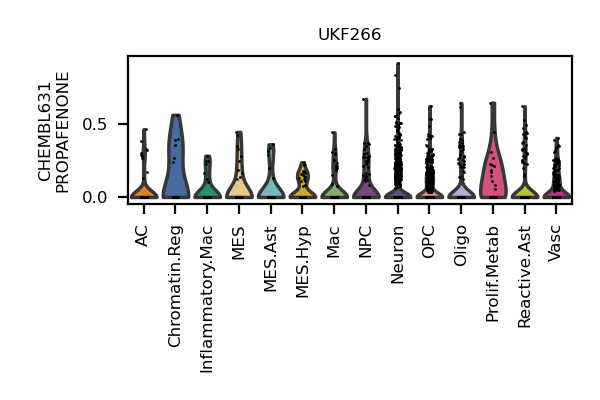 UKF266
CHEMBL631
PROPAFENONE
0.5
0.0
AC
Chromatin.Reg
Inflammatory.Mac
MES
MES.Ast
MES.Hyp
Mac
NPC
Neuron
OPC
Oligo
Prolif.Metab
Reactive.Ast
Vasc